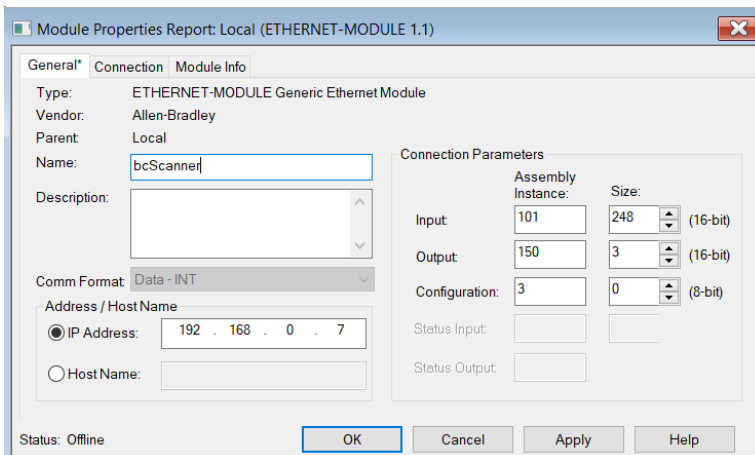 Module Properties Report: Local (ETHERNET-MODULE 1.1)
General* Connection Module Info
Type: ETHERNET-MODULE Generic Ethernet Module
Vendor: Allen-Bradley
Parent: Local
Name: bcScanner
Description:
Comm Format: Data - INT
Address / Host Name
IP Address: 192 . 168 . 0 . 7
Host Name:
Connection Parameters
Assembly Instance: Size:
Input: 101 248 (16-bit)
Output: 150 3 (16-bit)
Configuration: 3 0 (8-bit)
Status Input:
Status Output:
Status: Offline OK Cancel Apply Help